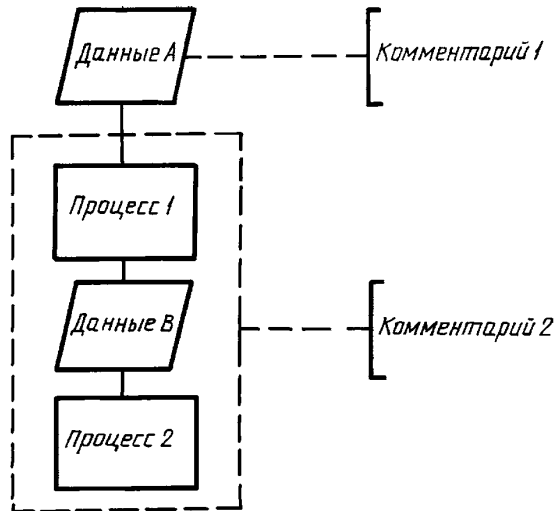 Данные A
Комментарий 1
Процесс 1
Данные B
Комментарий 2
Процесс 2